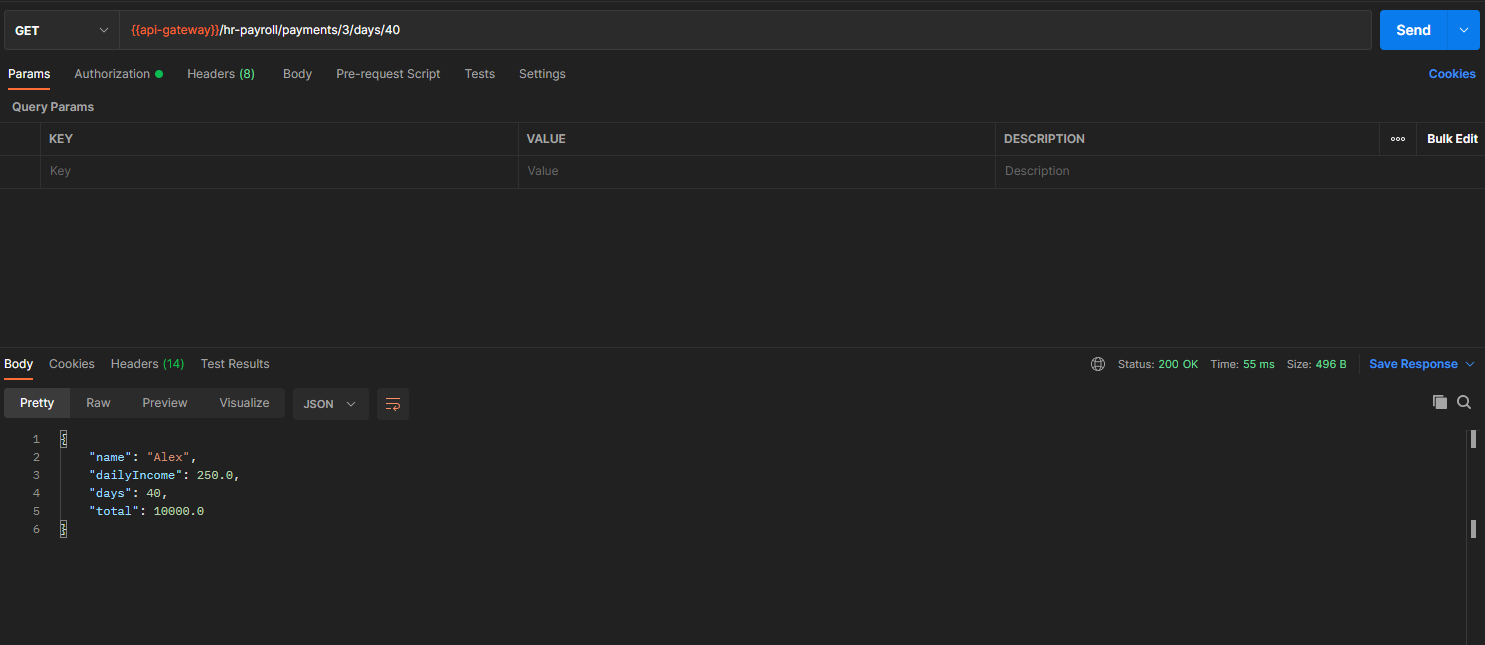 GET {{api-gateway}}/hr-payroll/payments/3/days/40 Send
Params Authorization Headers (8) Body Pre-request Script Tests Settings Cookies
Query Params
KEY VALUE DESCRIPTION Bulk Edit
Key Value Description
Body Cookies Headers (14) Test Results Status: 200 OK Time: 55 ms Size: 496 B Save Response
Pretty Raw Preview Visualize JSON
1 {
2 "name": "Alex",
3 "dailyIncome": 250.0,
4 "days": 40,
5 "total": 10000.0
6 }